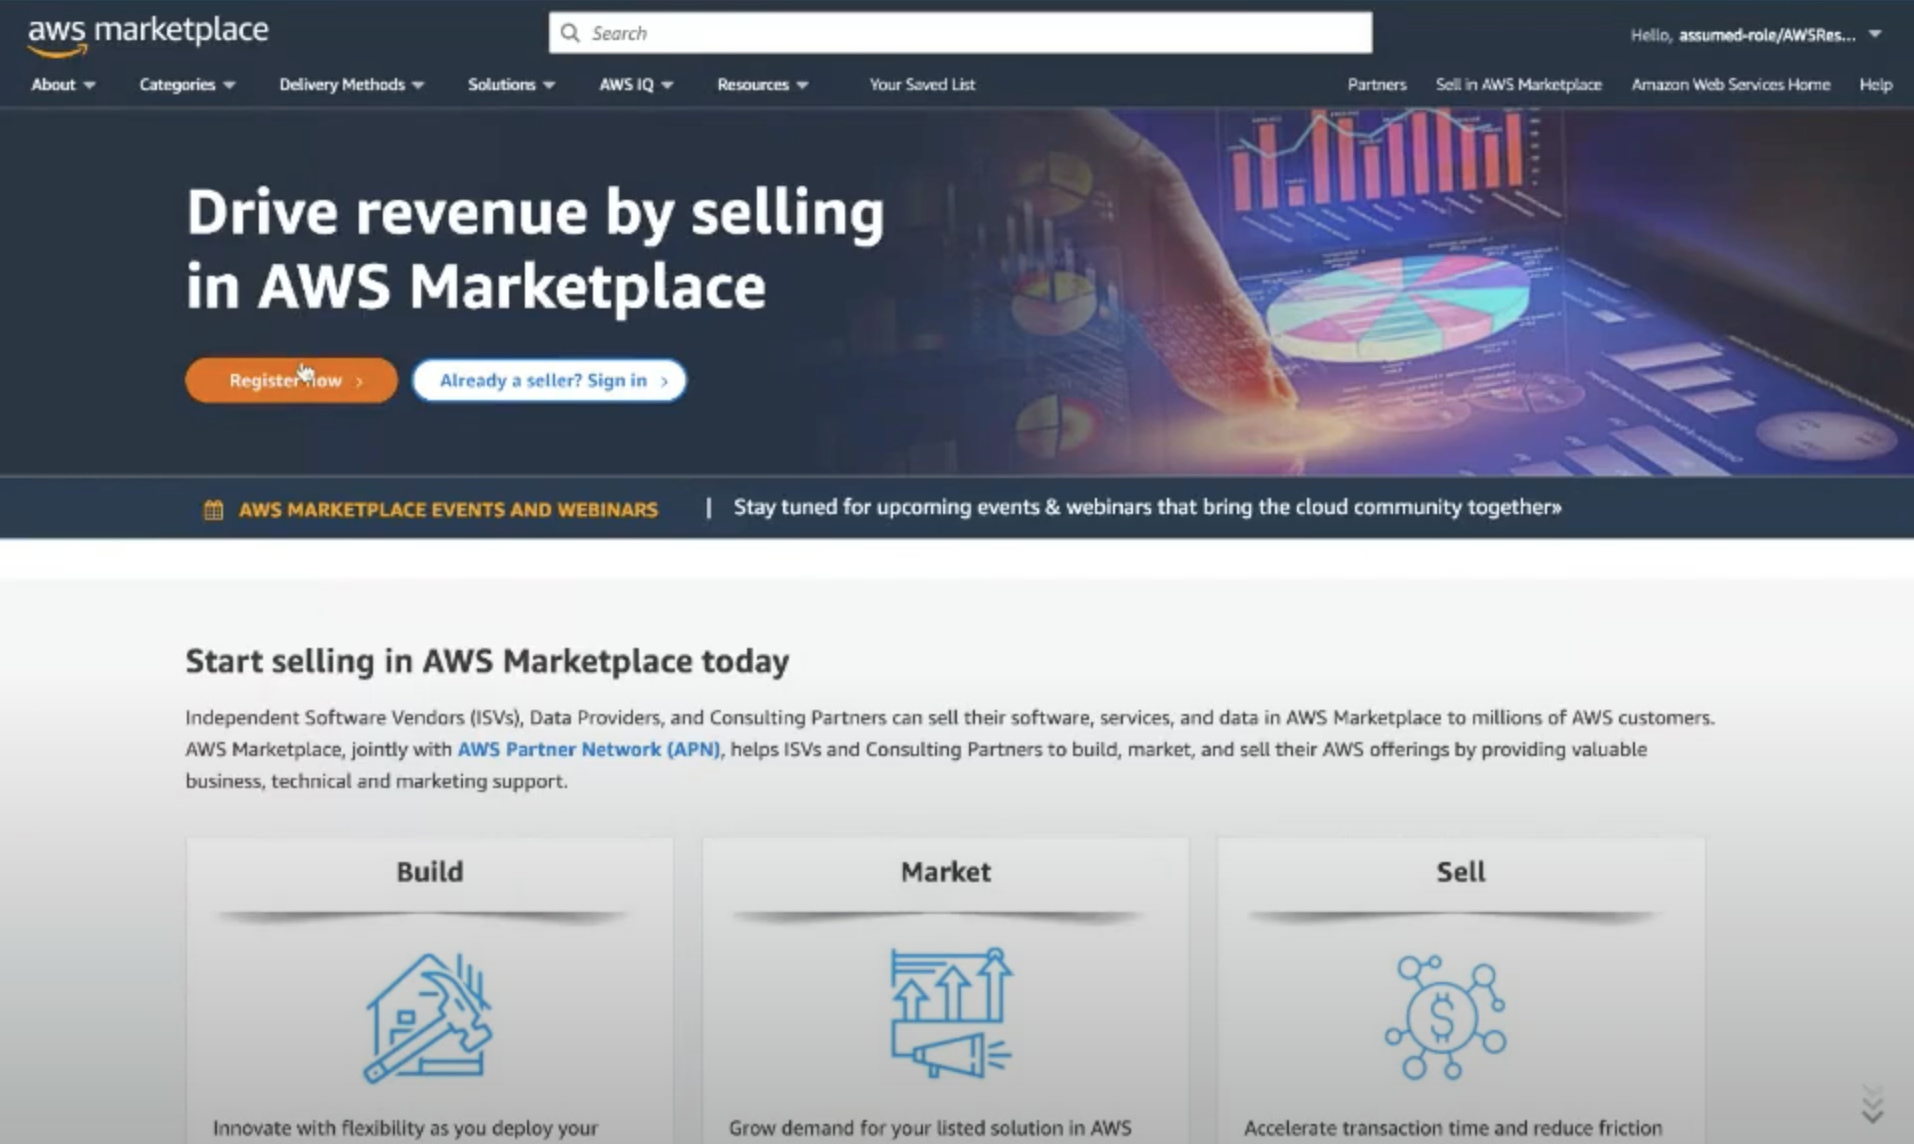 aws marketplace
Search
Hello, assumed-role/AWSRes...
About
Categories
Delivery Methods
Solutions
AWS IQ
Resources
Your Saved List
Partners
Sell in AWS Marketplace
Amazon Web Services Home
Help
Drive revenue by selling
in AWS Marketplace
Register now >
Already a seller? Sign in >
AWS MARKETPLACE EVENTS AND WEBINARS | Stay tuned for upcoming events & webinars that bring the cloud community together»
Start selling in AWS Marketplace today
Independent Software Vendors (ISVs), Data Providers, and Consulting Partners can sell their software, services, and data in AWS Marketplace to millions of AWS customers.
AWS Marketplace, jointly with AWS Partner Network (APN), helps ISVs and Consulting Partners to build, market, and sell their AWS offerings by providing valuable
business, technical and marketing support.
Build
Market
Sell
$
Innovate with flexibility as you deploy your
Grow demand for your listed solution in AWS
Accelerate transaction time and reduce friction